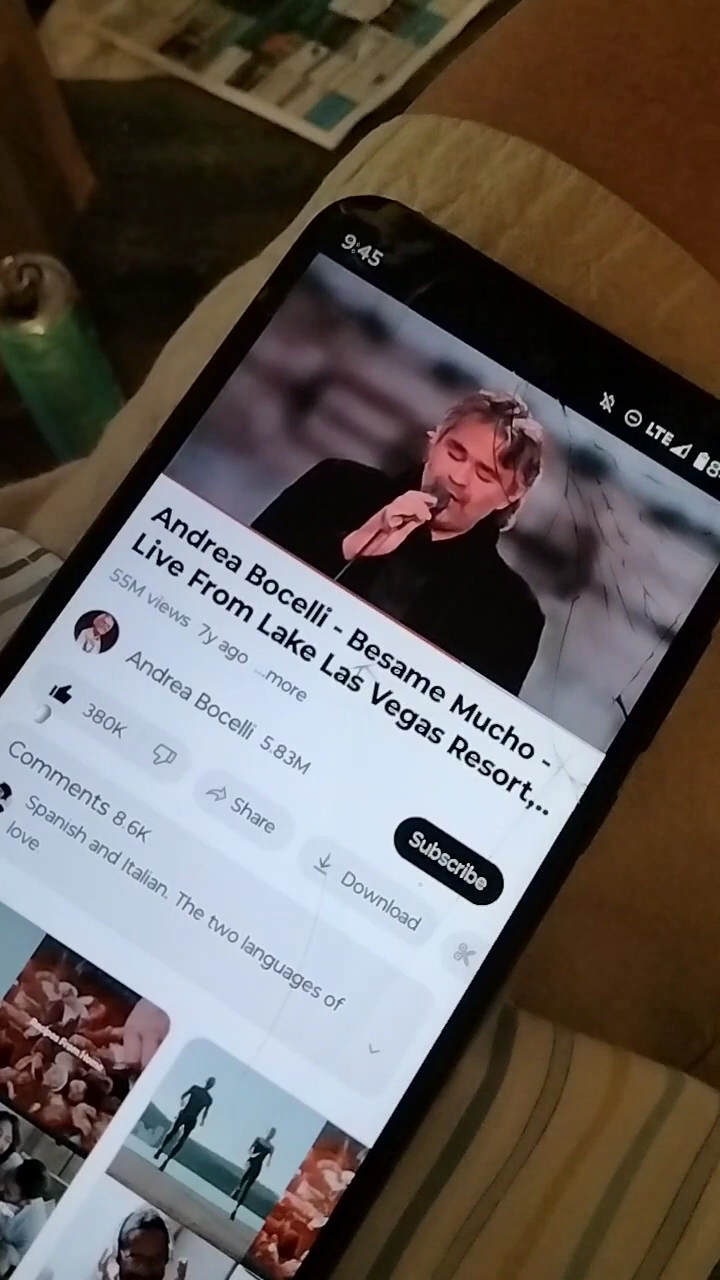 9:45
LTE
Andrea Bocelli - Besame Mucho -
Live From Lake Las Vegas Resort,..
55M views 7y ago ...more
Andrea Bocelli 5.83M
Subscribe
380K
Share
Download
Comments 8.6K
Spanish and Italian. The two languages of
love